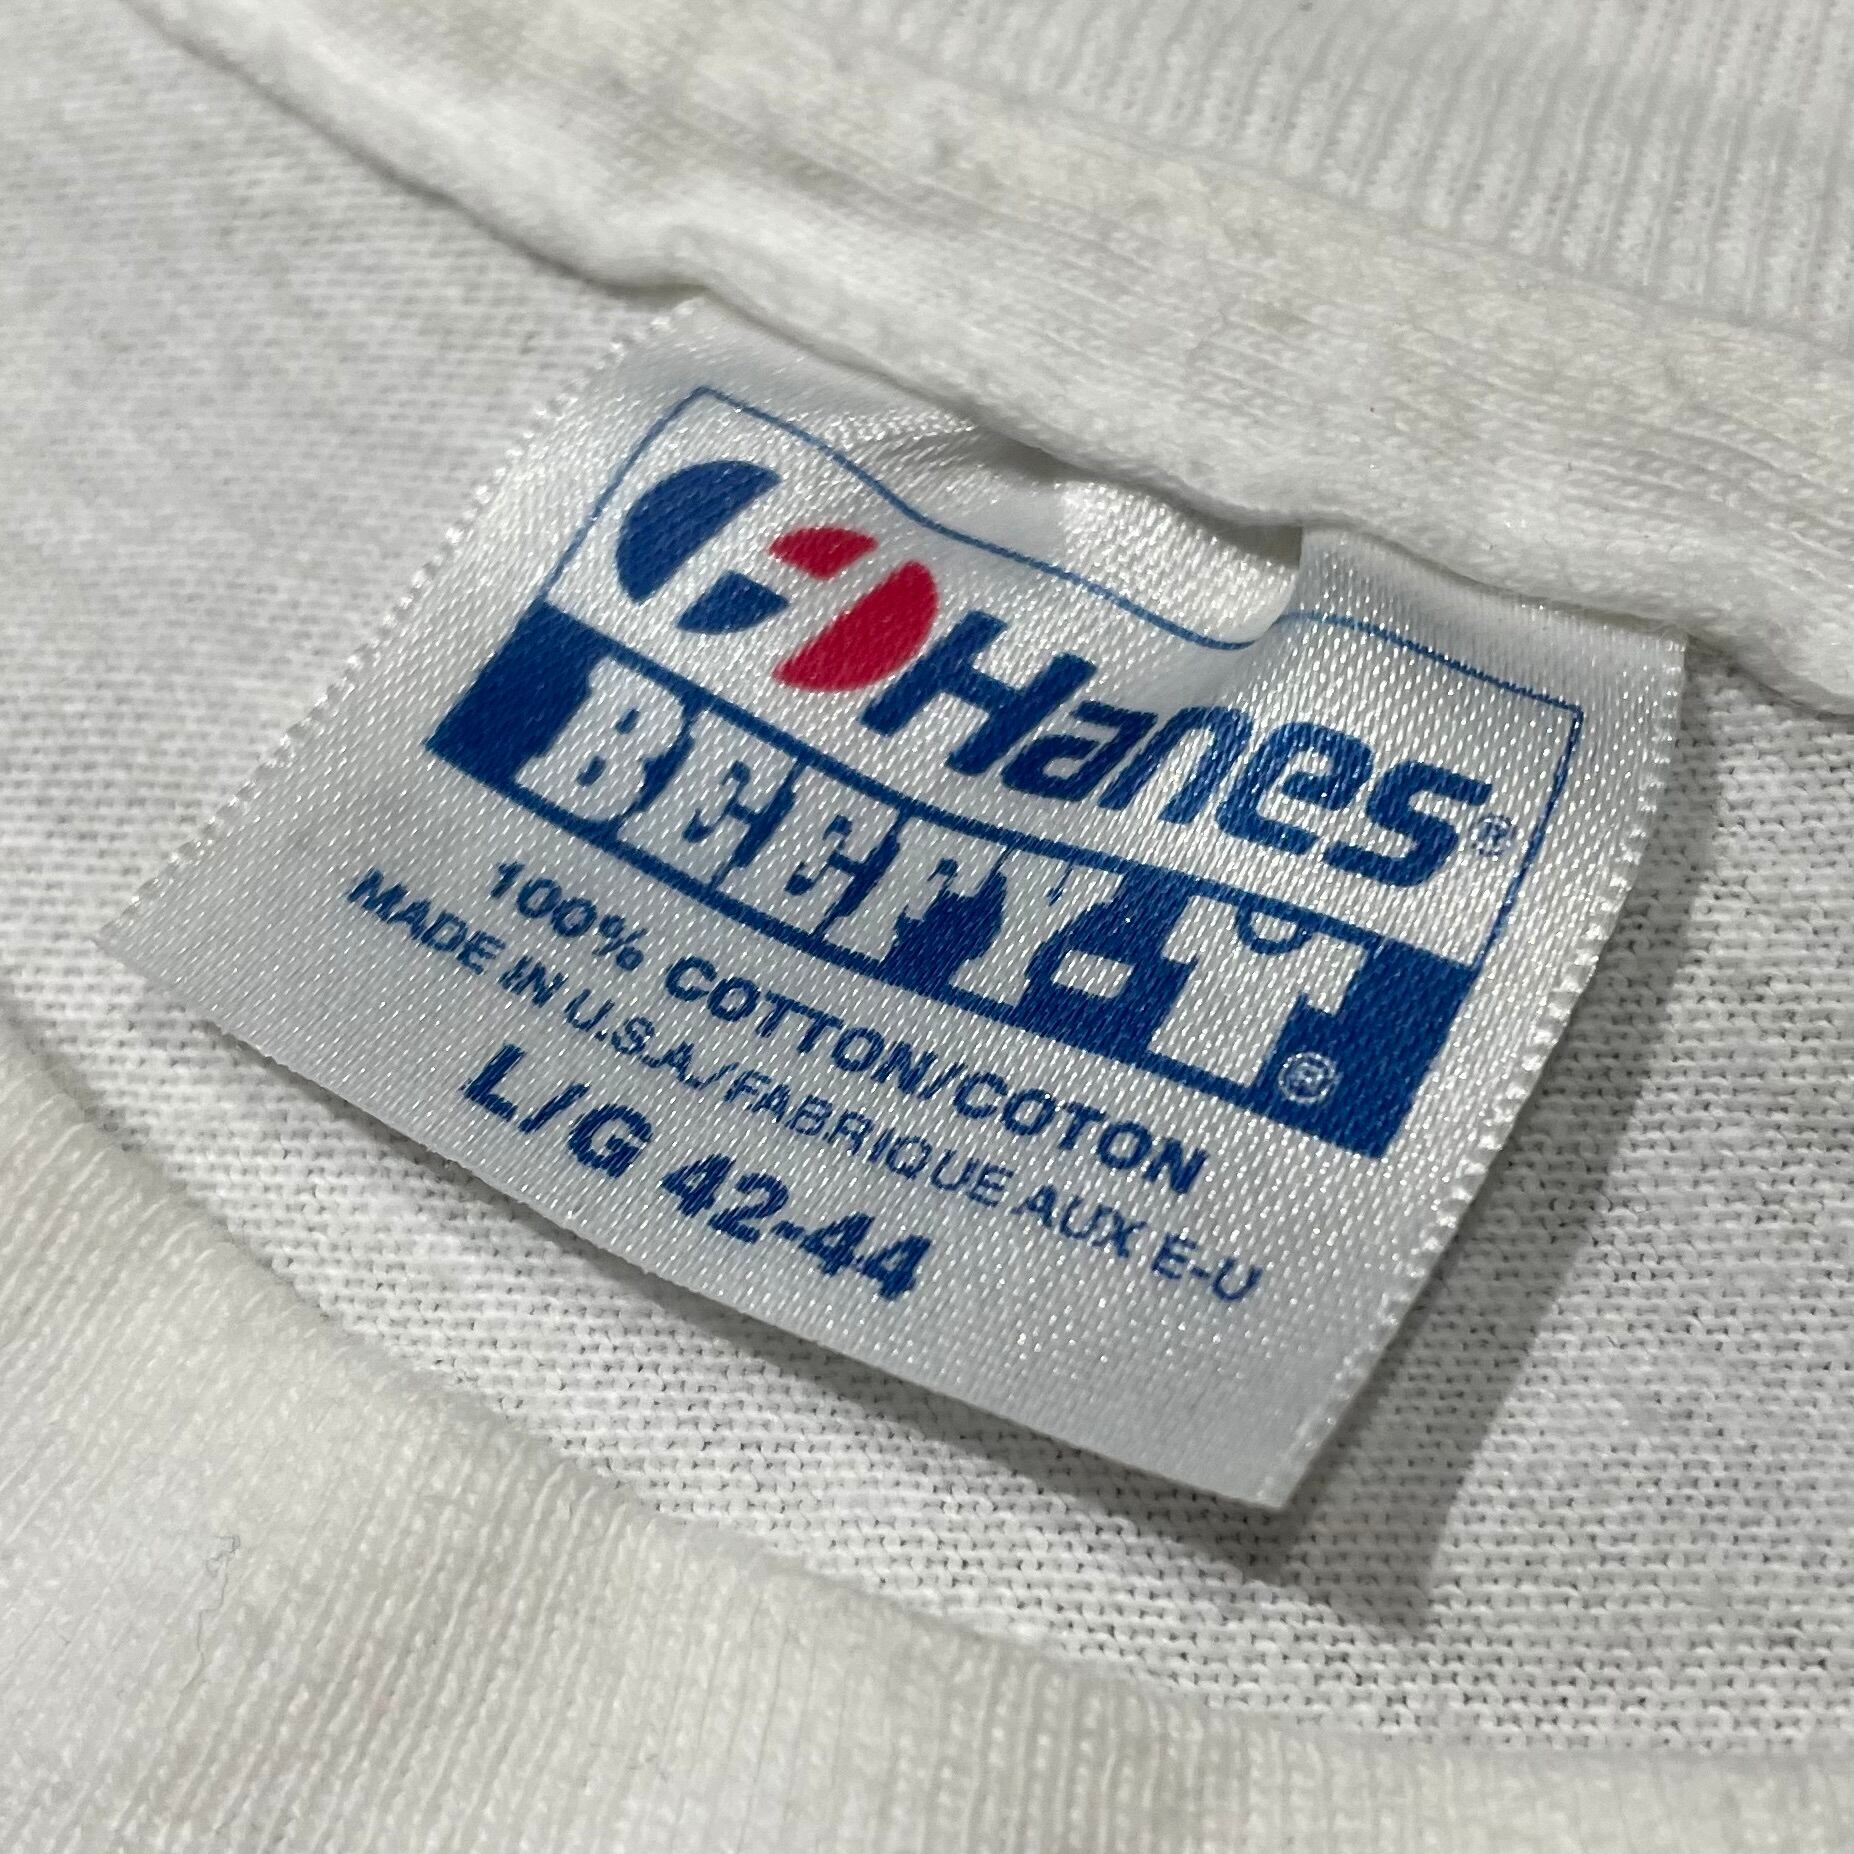 Hanes®
BEEFY-T®
100% COTTON/COTON
MADE IN U.S.A./FABRIQUE AUX E-U
L/G 42-44